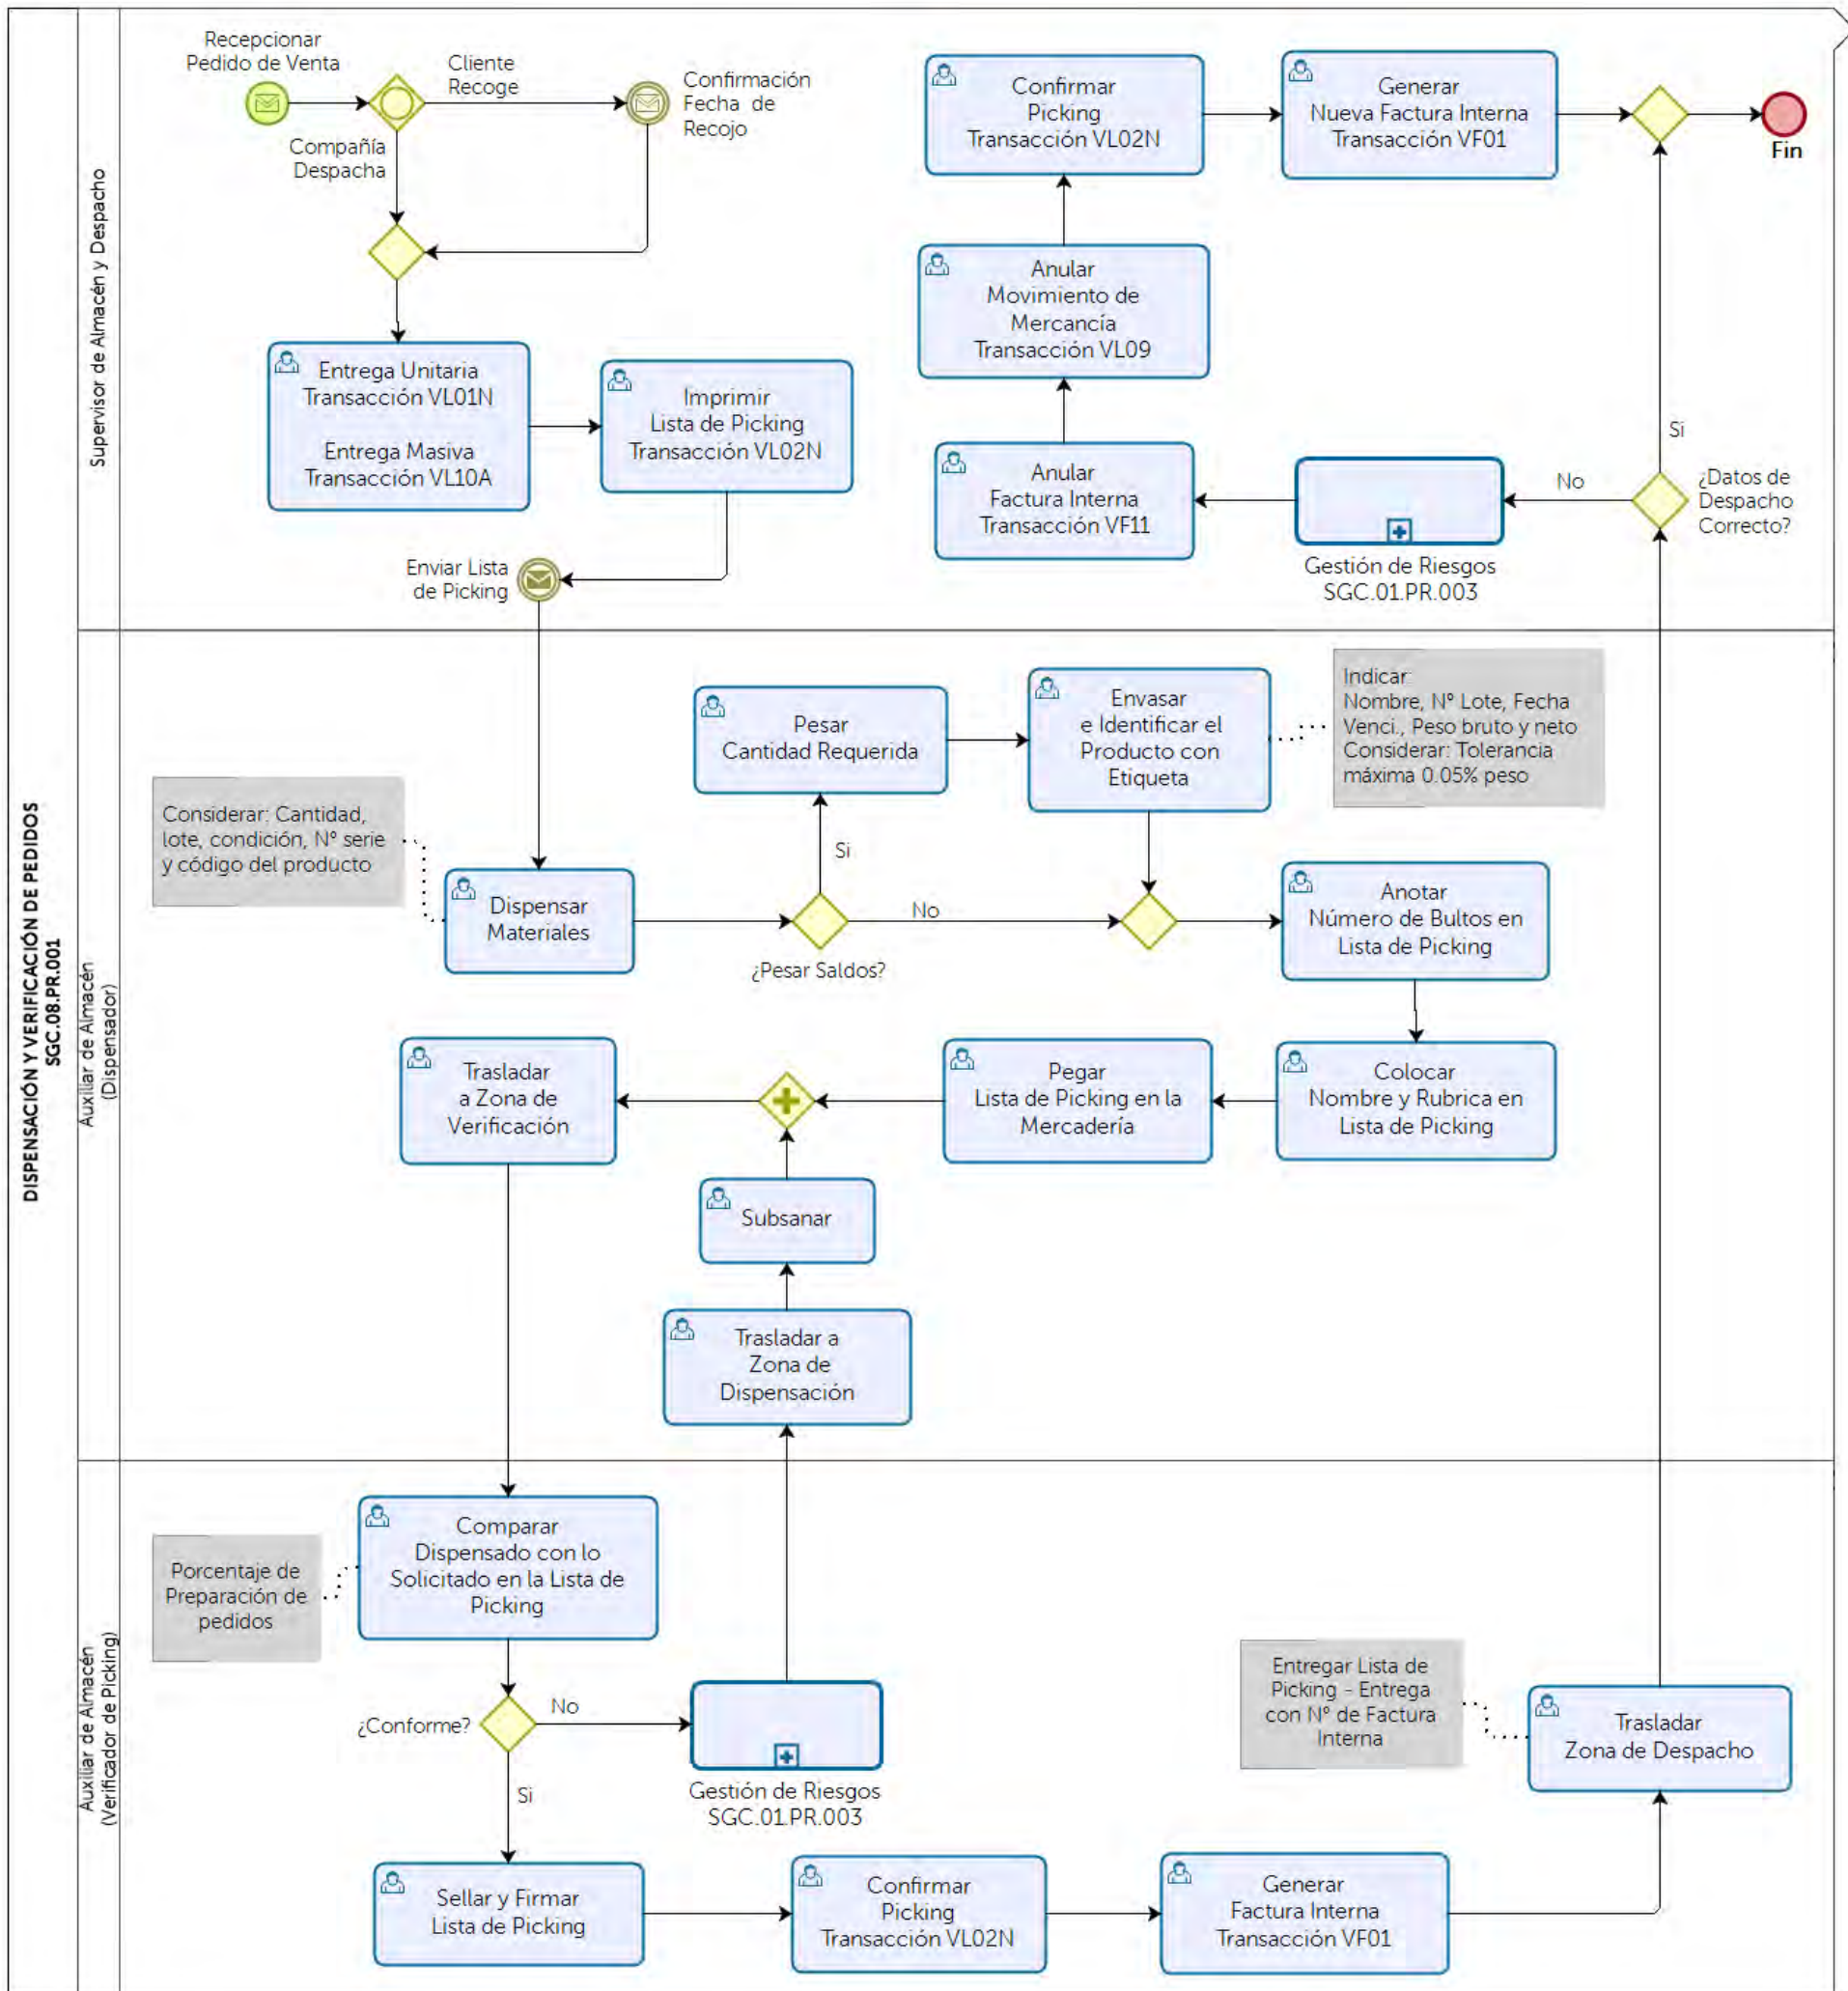 DISPENSACIÓN Y VERIFICACIÓN DE PEDIDOS
SGC.08.PR.001
Supervisor de Almacén y Despacho
Recepcionar
Pedido de Venta
Cliente
Recoge
Confirmación
Fecha de
Recojo
Compañía
Despacha
Entrega Unitaria
Transacción VL01N
Entrega Masiva
Transacción VL10A
Imprimir
Lista de Picking
Transacción VL02N
Enviar Lista
de Picking
Confirmar
Picking
Transacción VL02N
Generar
Nueva Factura Interna
Transacción VF01
Fin
Anular
Movimiento de
Mercancía
Transacción VL09
Anular
Factura Interna
Transacción VF11
Gestión de Riesgos
SGC.01.PR.003
No
Si
¿Datos de
Despacho
Correcto?
Auxiliar de Almacén
(Dispensador)
Considerar: Cantidad,
lote, condición, Nº serie
y código del producto
Dispensar
Materiales
¿Pesar Saldos?
Si
No
Pesar
Cantidad Requerida
Envasar
e Identificar el
Producto con
Etiqueta
Indicar:
Nombre, Nº Lote, Fecha
Venci., Peso bruto y neto
Considerar: Tolerancia
máxima 0.05% peso
Anotar
Número de Bultos en
Lista de Picking
Colocar
Nombre y Rubrica en
Lista de Picking
Pegar
Lista de Picking en la
Mercadería
Trasladar
a Zona de
Verificación
Subsanar
Trasladar a
Zona de
Dispensación
Auxiliar de Almacén
(Verificador de Picking)
Comparar
Dispensado con lo
Solicitado en la Lista de
Picking
Porcentaje de
Preparación de
pedidos
¿Conforme?
No
Si
Gestión de Riesgos
SGC.01.PR.003
Sellar y Firmar
Lista de Picking
Confirmar
Picking
Transacción VL02N
Generar
Factura Interna
Transacción VF01
Entregar Lista de
Picking - Entrega
con Nº de Factura
Interna
Trasladar
Zona de Despacho